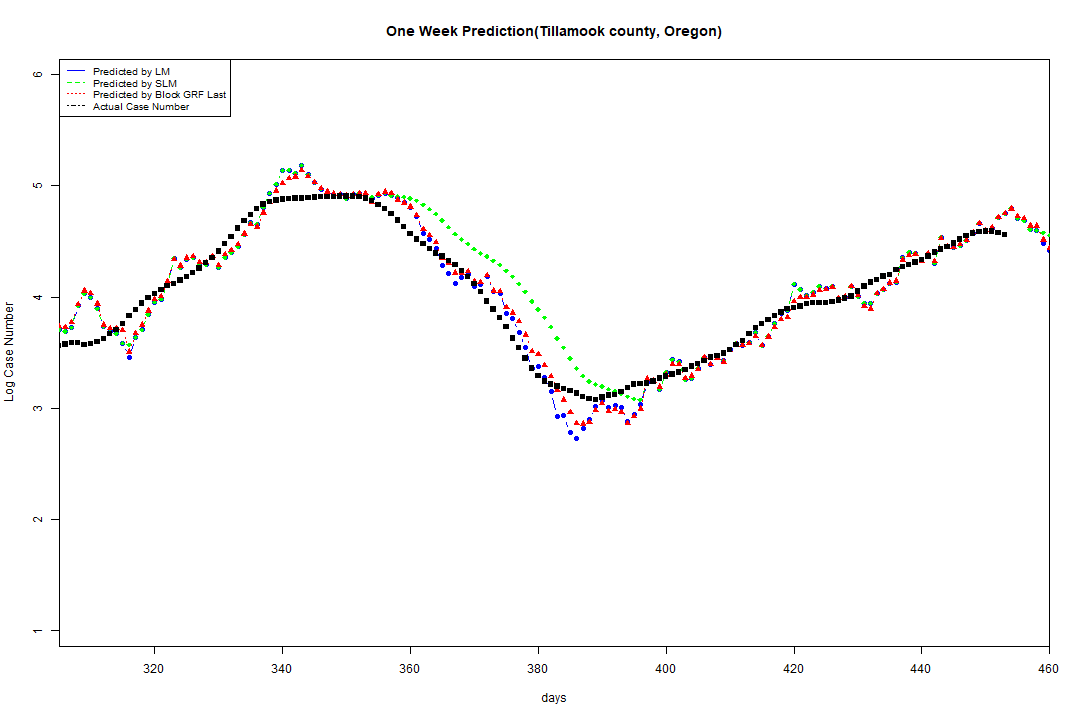 One Week Prediction(Tillamook county, Oregon)
Predicted by LM
Predicted by SLM
Predicted by Block GRF Last
Actual Case Number
Log Case Number
6
5
4
3
2
1
320 340 360 380 400 420 440 460
days